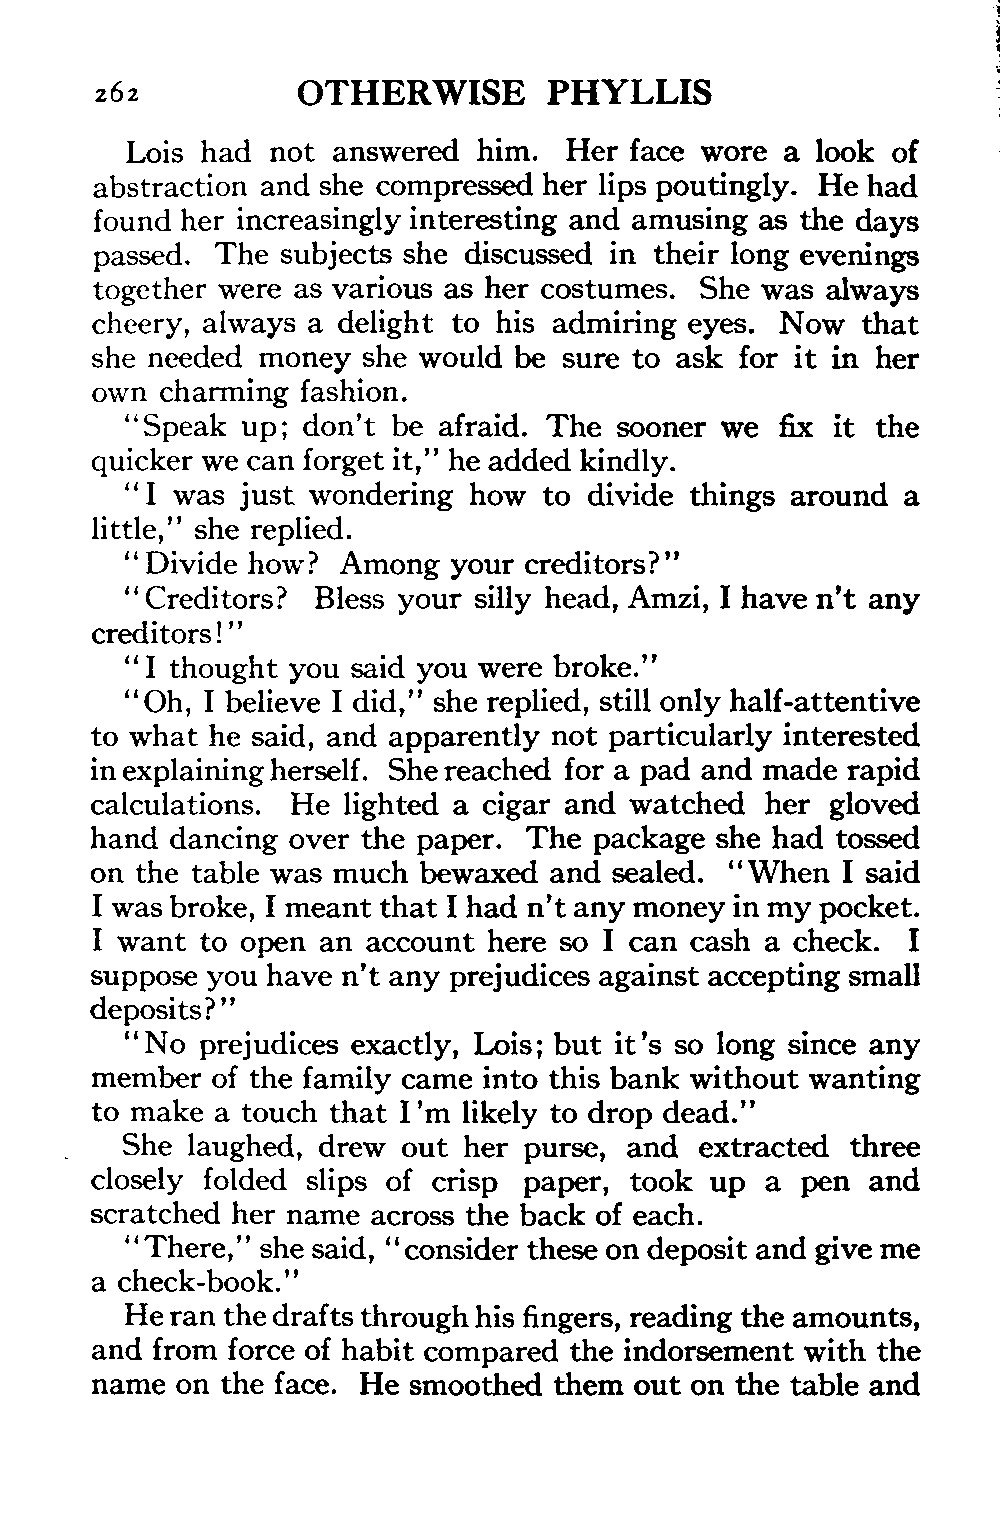 262 OTHERWISE PHYLLIS
Lois had not answered him. Her face wore a look of
abstraction and she compressed her lips poutingly. He had
found her increasingly interesting and amusing as the days
passed. The subjects she discussed in their long evenings
together were as various as her costumes. She was always
cheery, always a delight to his admiring eyes. Now that
she needed money she would be sure to ask for it in her
own charming fashion.
"Speak up; don't be afraid. The sooner we fix it the
quicker we can forget it," he added kindly.
"I was just wondering how to divide things around a
little," she replied.
"Divide how? Among your creditors?"
"Creditors? Bless your silly head, Amzi, I have n't any
creditors!"
"I thought you said you were broke."
"Oh, I believe I did," she replied, still only half-attentive
to what he said, and apparently not particularly interested
in explaining herself. She reached for a pad and made rapid
calculations. He lighted a cigar and watched her gloved
hand dancing over the paper. The package she had tossed
on the table was much bewaxed and sealed. "When I said
I was broke, I meant that I had n't any money in my pocket.
I want to open an account here so I can cash a check. I
suppose you have n't any prejudices against accepting small
deposits?"
"No prejudices exactly, Lois; but it 's so long since any
member of the family came into this bank without wanting
to make a touch that I 'm likely to drop dead."
She laughed, drew out her purse, and extracted three
closely folded slips of crisp paper, took up a pen and
scratched her name across the back of each.
"There," she said, "consider these on deposit and give me
a check-book."
He ran the drafts through his fingers, reading the amounts,
and from force of habit compared the indorsement with the
name on the face. He smoothed them out on the table and